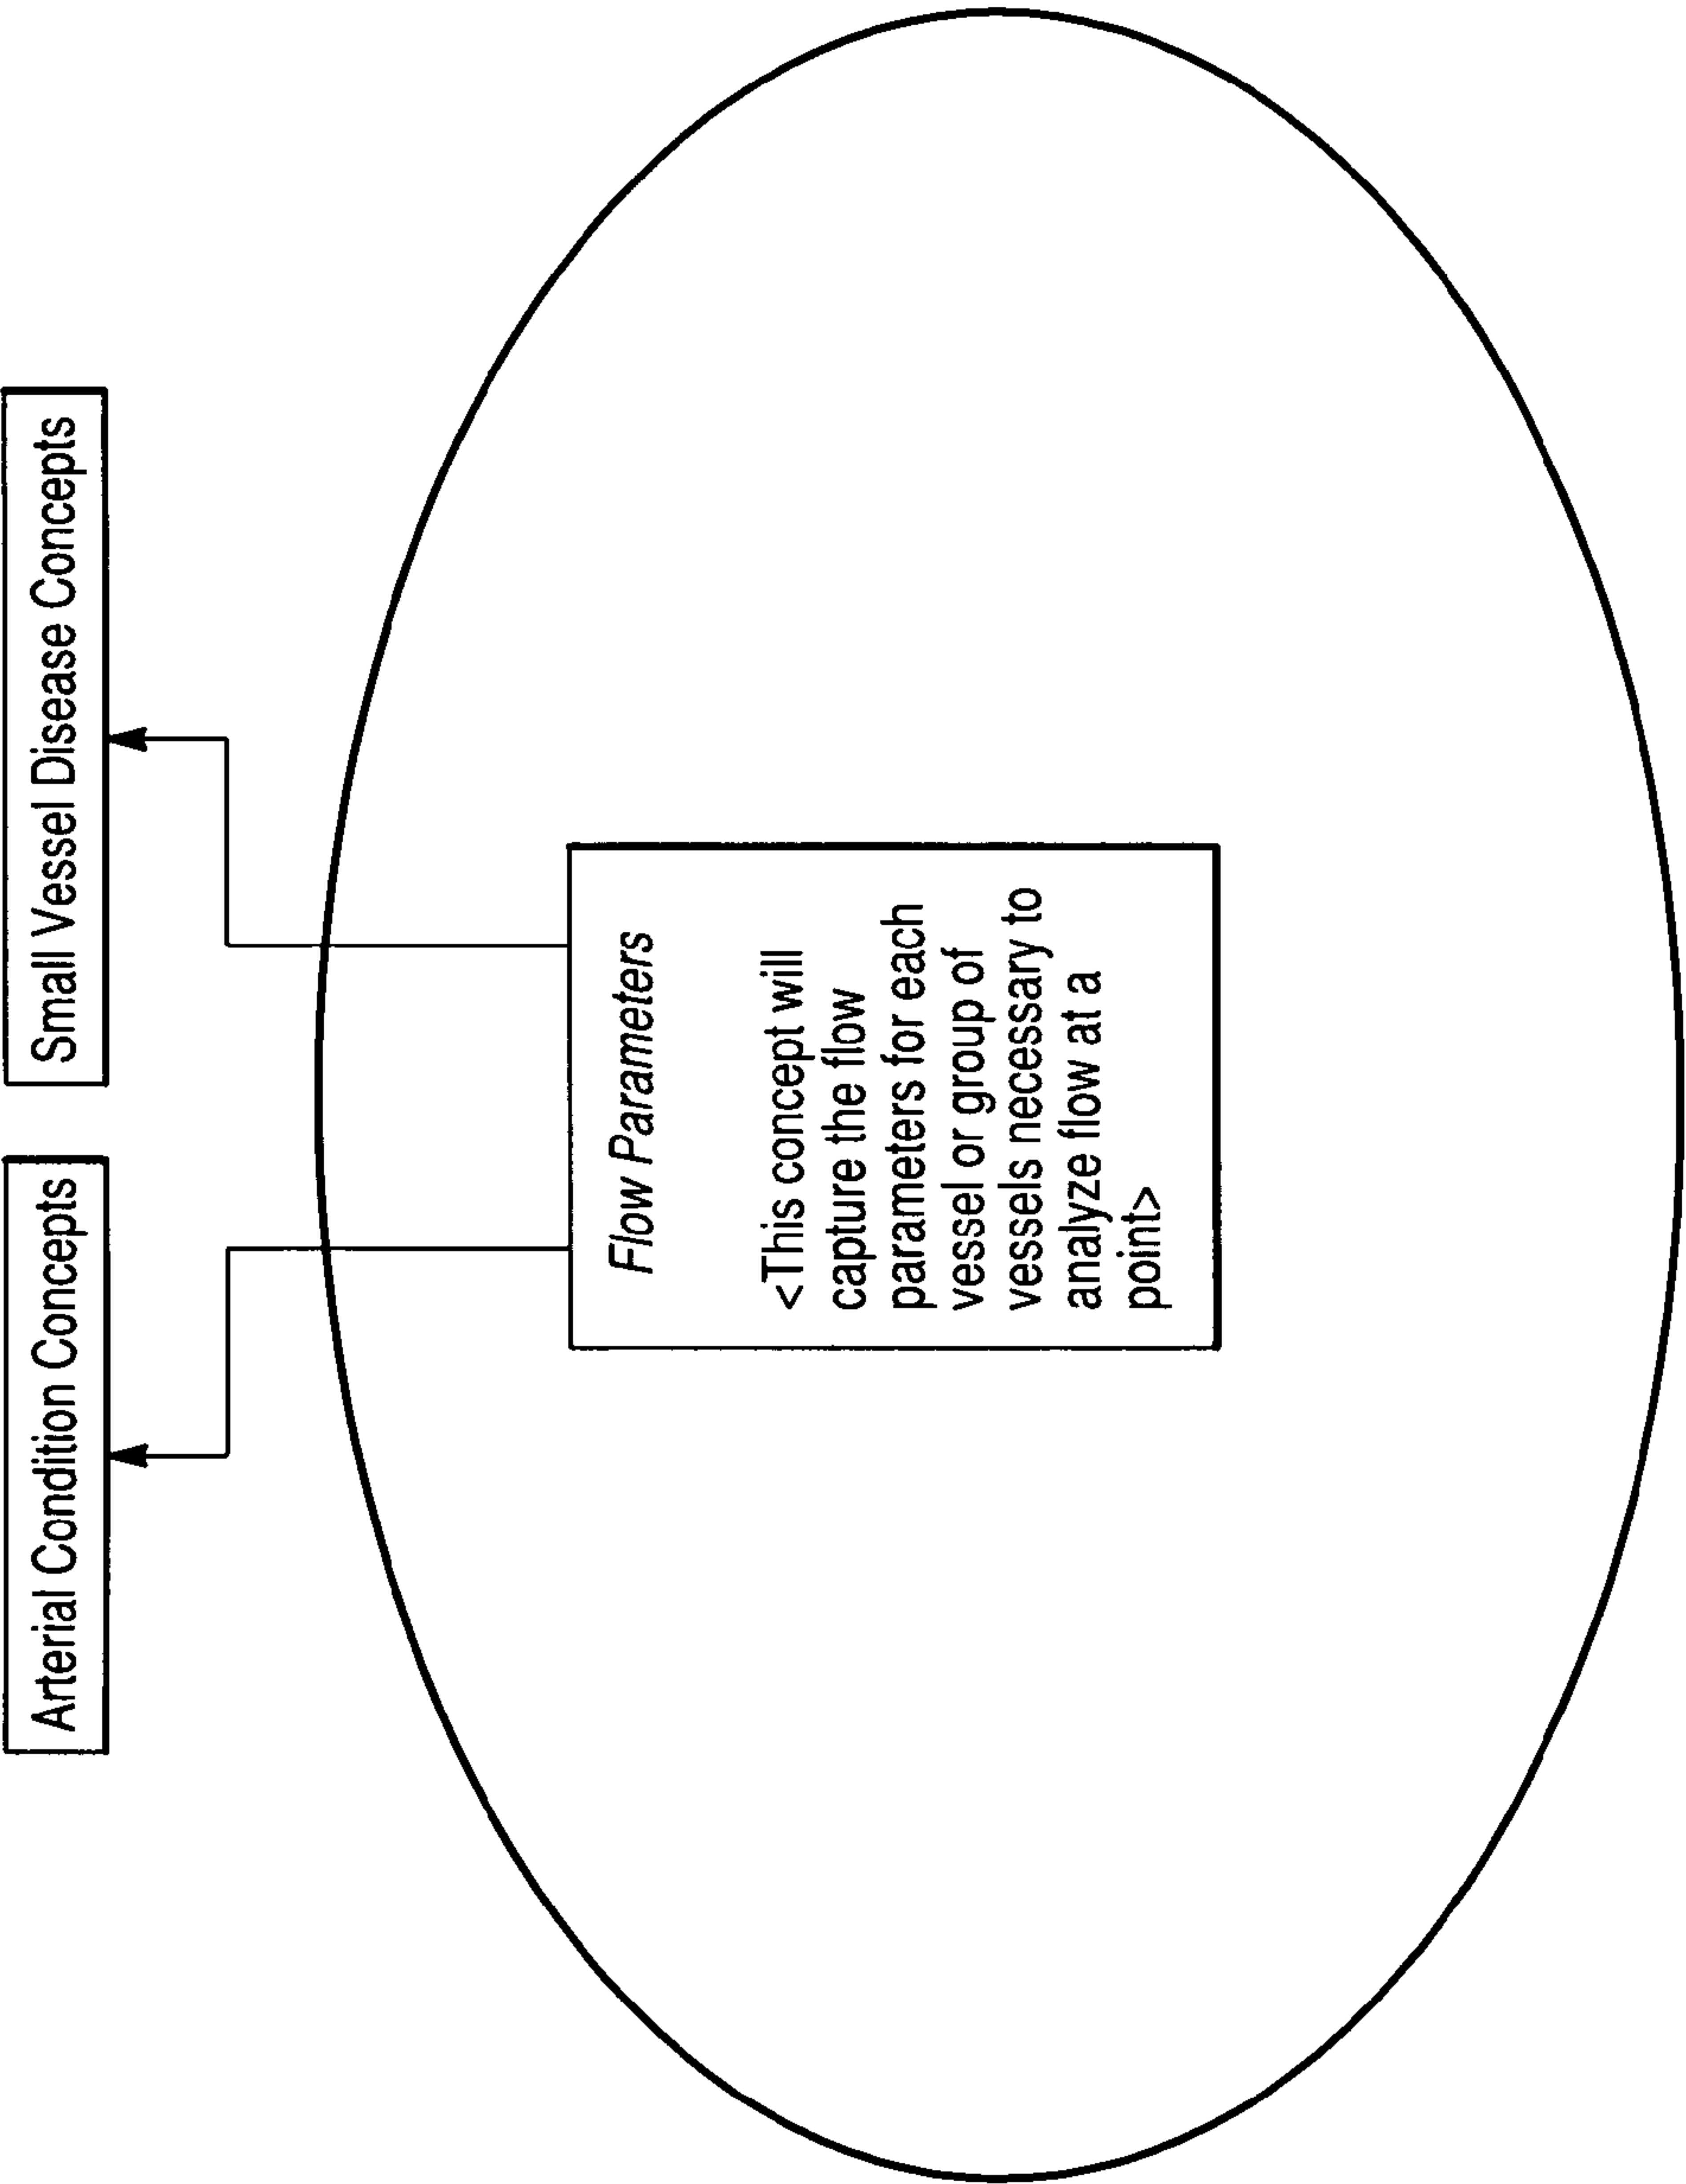 Arterial Condition Concepts
Small Vessel Disease Concepts
Flow Parameters
<This concept will
capture the flow
parameters for each
vessel or group of
vessels necessary to
analyze flow at a
point>